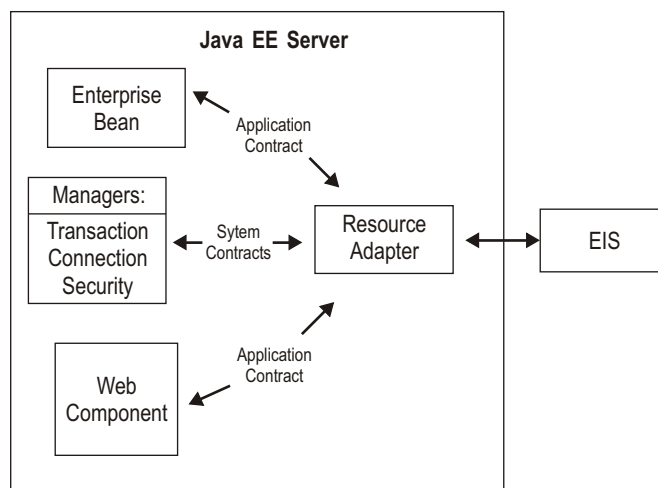 Java EE Server
Enterprise
Bean
Application
Contract
Managers:
Transaction
Connection
Security
Sytem
Contracts
Resource
Adapter
EIS
Application
Contract
Web
Component